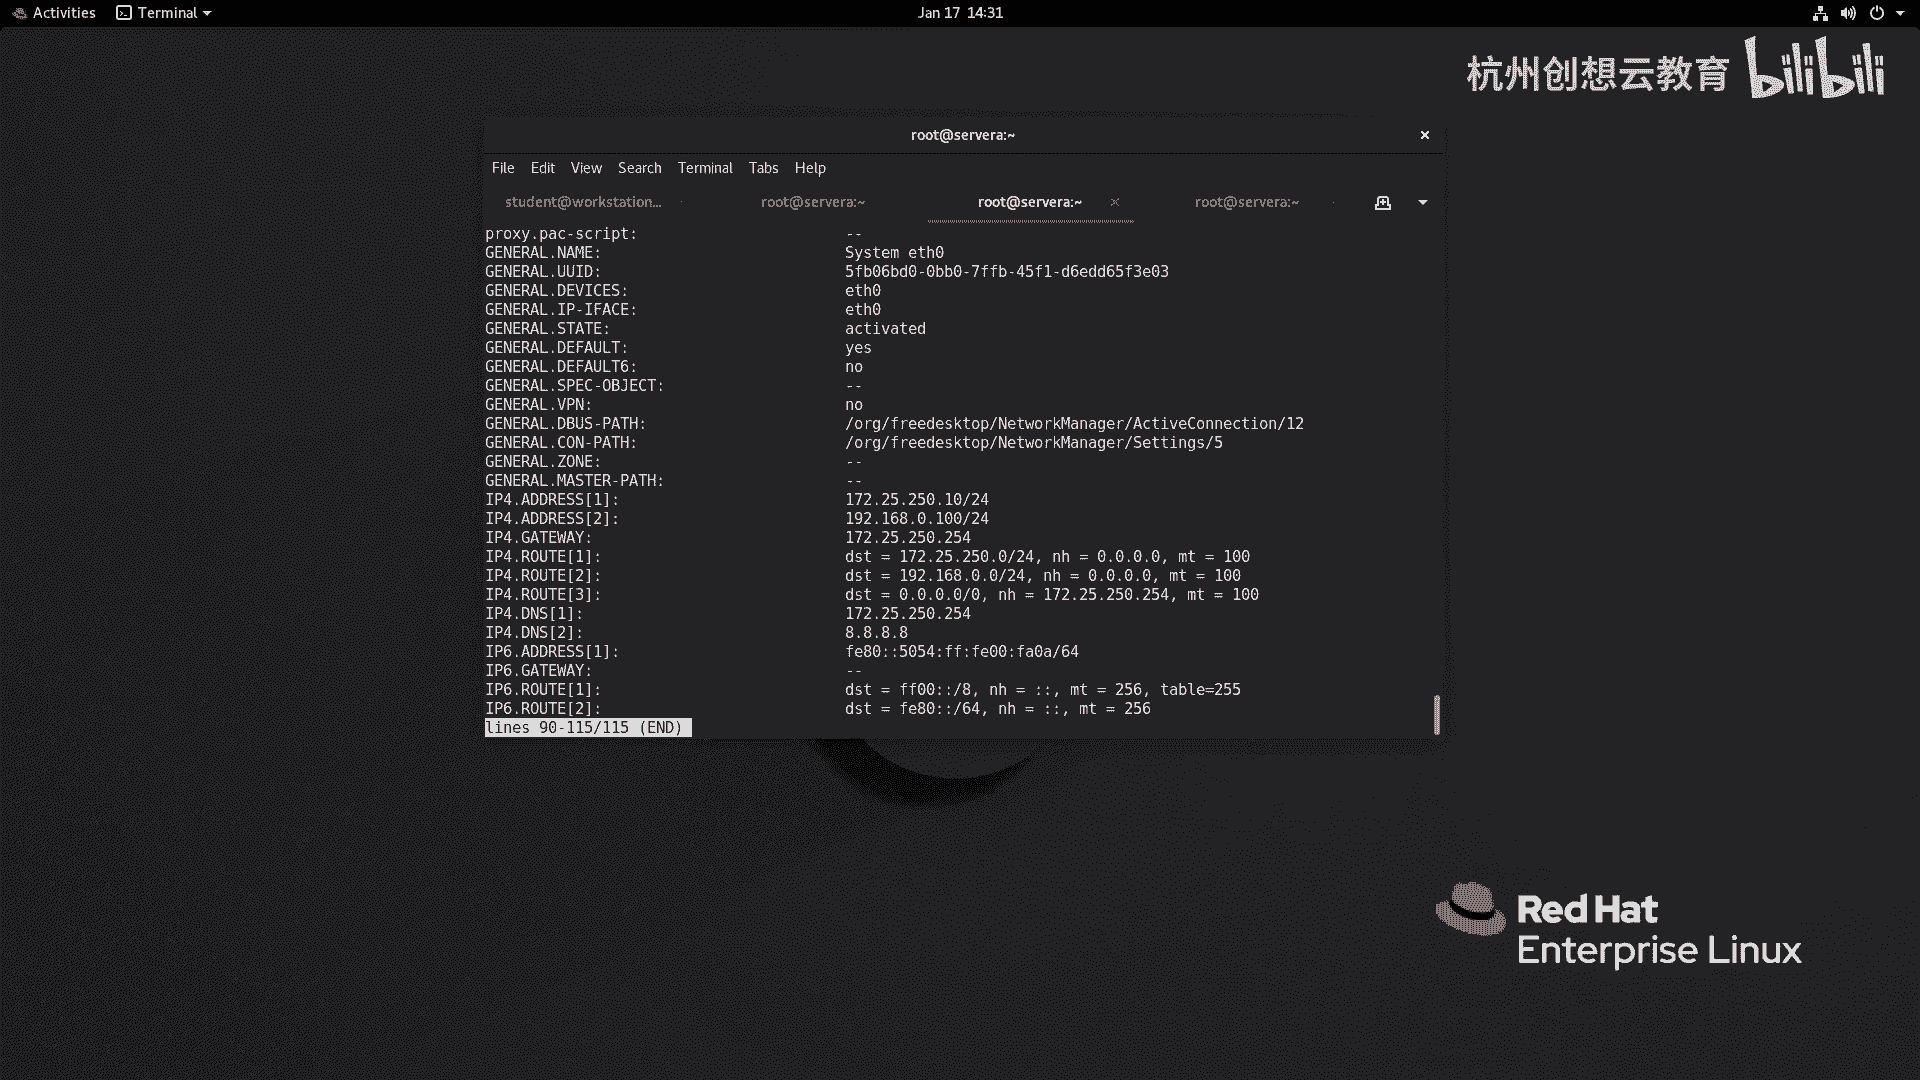 Activities Terminal Jan 17 14:31
杭州创想云教育 bilibili
root@servera:~
File Edit View Search Terminal Tabs Help
student@workstation... root@servera:~ root@servera:~ root@servera:~
proxy.pac-script: --
GENERAL.NAME: System eth0
GENERAL.UUID: 5fb06bd0-0bb0-7ffb-45f1-d6edd65f3e03
GENERAL.DEVICES: eth0
GENERAL.IP-IFACE: eth0
GENERAL.STATE: activated
GENERAL.DEFAULT: yes
GENERAL.DEFAULT6: no
GENERAL.SPEC-OBJECT: --
GENERAL.VPN: no
GENERAL.DBUS-PATH: /org/freedesktop/NetworkManager/ActiveConnection/12
GENERAL.CON-PATH: /org/freedesktop/NetworkManager/Settings/5
GENERAL.ZONE: --
GENERAL.MASTER-PATH: --
IP4.ADDRESS[1]: 172.25.250.10/24
IP4.ADDRESS[2]: 192.168.0.100/24
IP4.GATEWAY: 172.25.250.254
IP4.ROUTE[1]: dst = 172.25.250.0/24, nh = 0.0.0.0, mt = 100
IP4.ROUTE[2]: dst = 192.168.0.0/24, nh = 0.0.0.0, mt = 100
IP4.ROUTE[3]: dst = 0.0.0.0/0, nh = 172.25.250.254, mt = 100
IP4.DNS[1]: 172.25.250.254
IP4.DNS[2]: 8.8.8.8
IP6.ADDRESS[1]: fe80::5054:ff:fe00:fa0a/64
IP6.GATEWAY: --
IP6.ROUTE[1]: dst = ff00::/8, nh = ::, mt = 256, table=255
IP6.ROUTE[2]: dst = fe80::/64, nh = ::, mt = 256
lines 90-115/115 (END)
Red Hat
Enterprise Linux